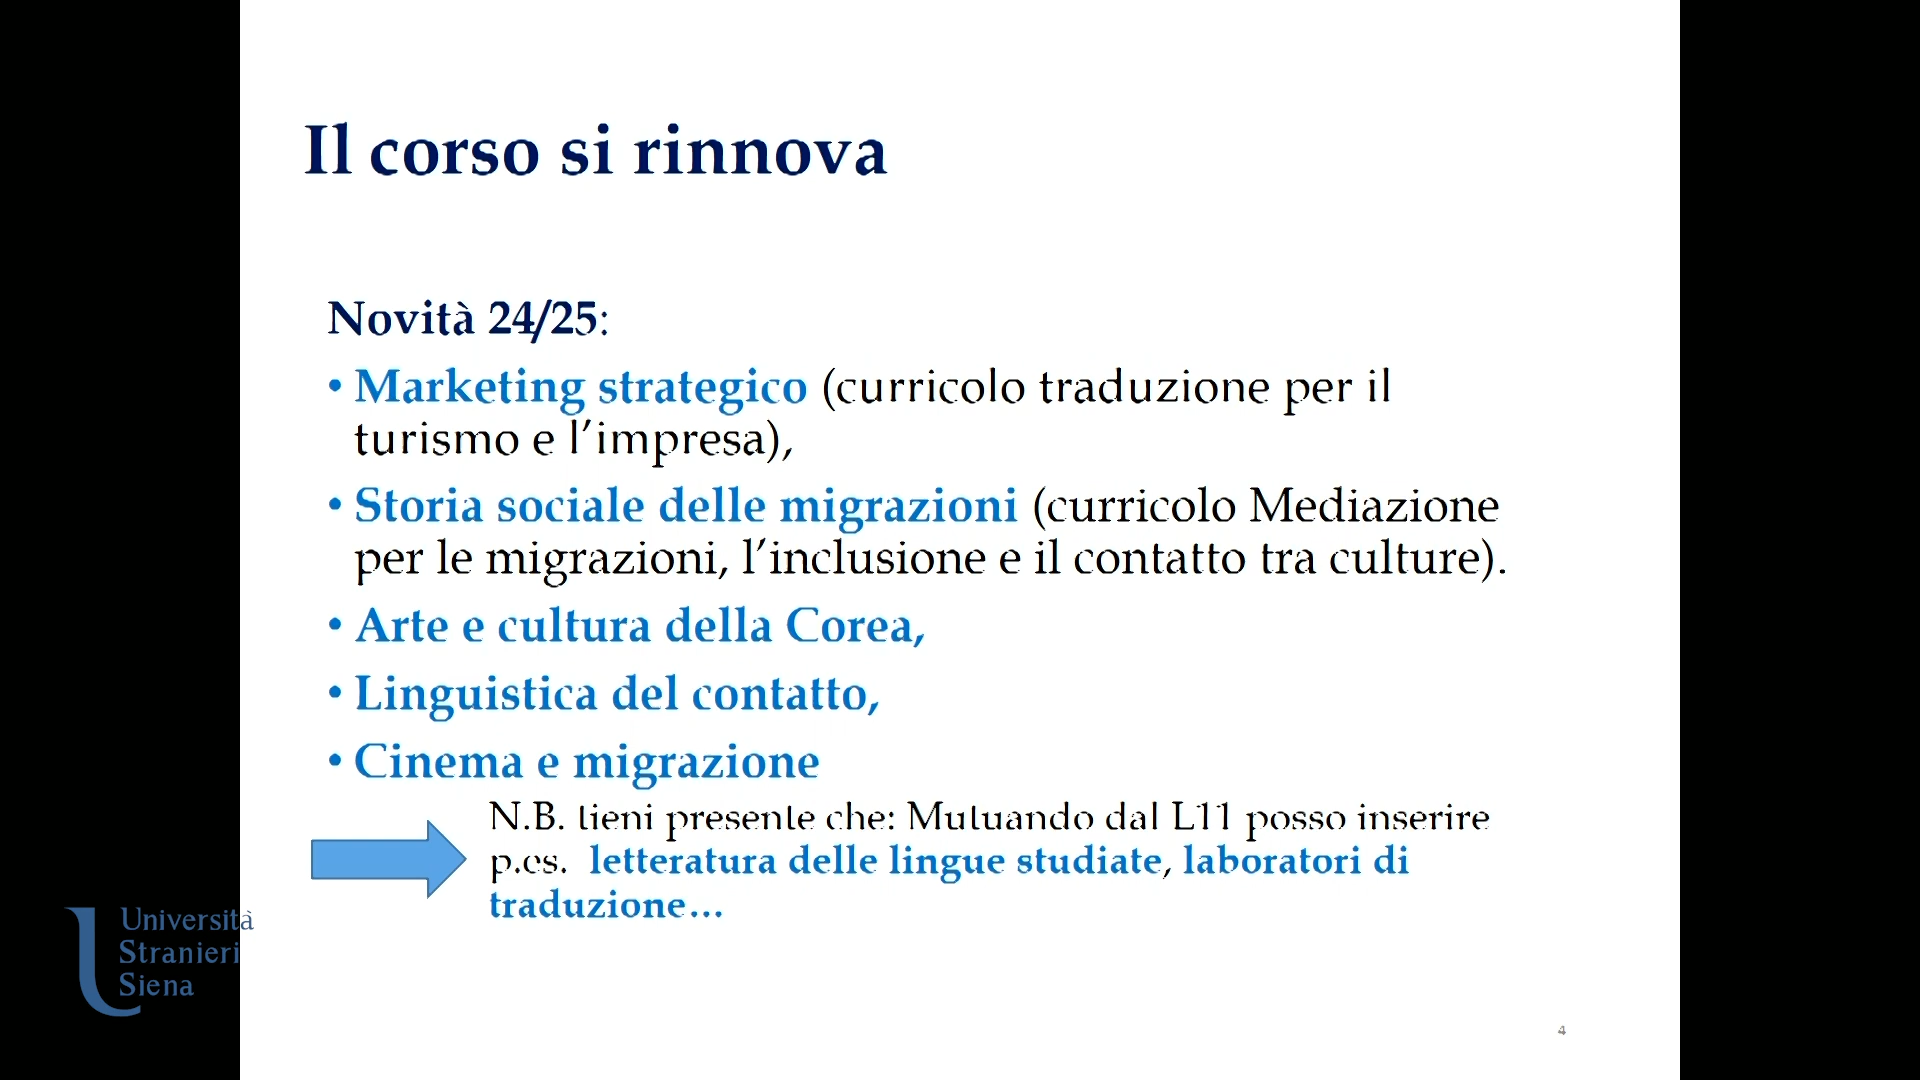 Il corso si rinnova
Novità 24/25:
• Marketing strategico (curricolo traduzione per il
turismo e l’impresa),
• Storia sociale delle migrazioni (curricolo Mediazione
per le migrazioni, l’inclusione e il contatto tra culture).
• Arte e cultura della Corea,
• Linguistica del contatto,
• Cinema e migrazione
N.B. tieni presente che: Mutuando dal L11 posso inserire
p.es. letteratura delle lingue studiate, laboratori di
traduzione…
Università
Stranieri
Siena
4